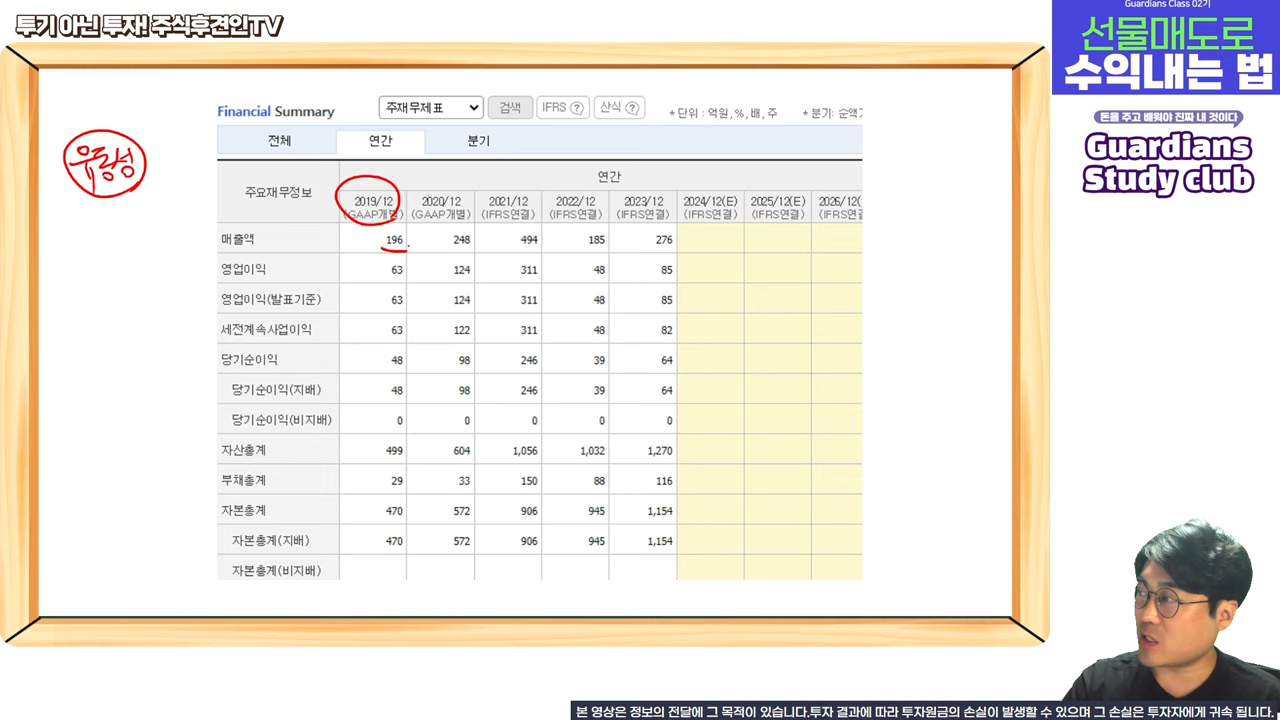 투기 아닌 투자! 주식후견인TV
Guardians Class 02기
선물매도로
수익내는 법
돈을 주고 배워야 진짜 내 것이다
Guardians
Study club
유동성
Financial Summary
주재무제표 검색 IFRS ? 산식 ?
* 단위 : 억원, %, 배, 주 * 분기: 순액
전체 연간 분기
주요재무정보 연간
2019/12 2020/12 2021/12 2022/12 2023/12 2024/12(E) 2025/12(E) 2026/12(
(GAAP개별) (GAAP개별) (IFRS연결) (IFRS연결) (IFRS연결) (IFRS연결) (IFRS연결) (IFRS연
매출액 196 248 494 185 276
영업이익 63 124 311 48 85
영업이익(발표기준) 63 124 311 48 85
세전계속사업이익 63 122 311 48 82
당기순이익 48 98 246 39 64
당기순이익(지배) 48 98 246 39 64
당기순이익(비지배) 0 0 0 0 0
자산총계 499 604 1,056 1,032 1,270
부채총계 29 33 150 88 116
자본총계 470 572 906 945 1,154
자본총계(지배) 470 572 906 945 1,154
자본총계(비지배)
본 영상은 정보의 전달에 그 목적이 있습니다.투자 결과에 따라 투자원금의 손실이 발생할 수 있으며 그 손실은 투자자에게 귀속 됩니다.